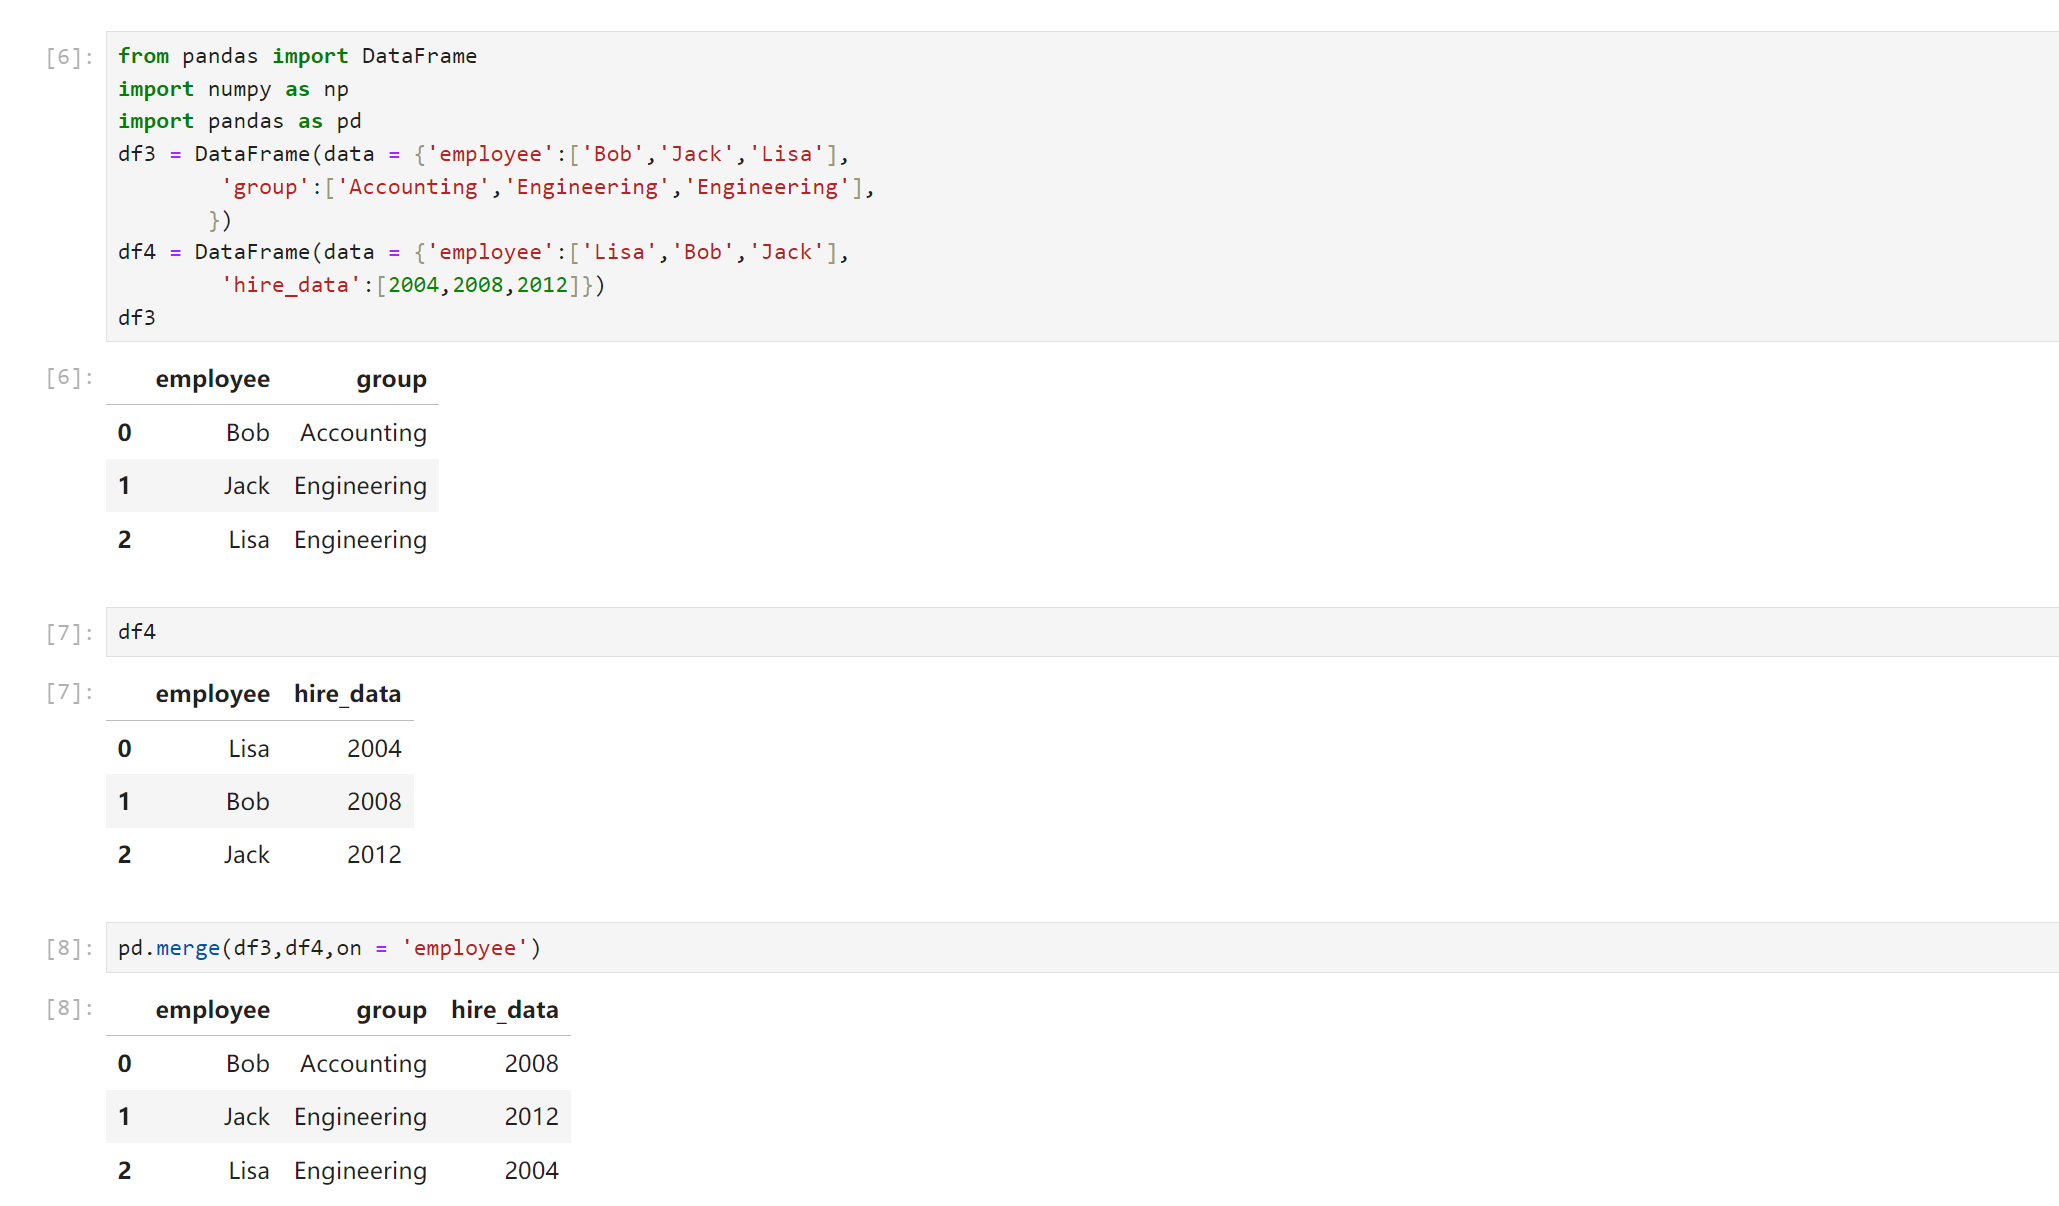 [6]: from pandas import DataFrame
import numpy as np
import pandas as pd
df3 = DataFrame(data = {'employee':['Bob','Jack','Lisa'],
        'group':['Accounting','Engineering','Engineering'],
       })
df4 = DataFrame(data = {'employee':['Lisa','Bob','Jack'],
        'hire_data':[2004,2008,2012]})
df3
[6]: employee group
0 Bob Accounting
1 Jack Engineering
2 Lisa Engineering
[7]: df4
[7]: employee hire_data
0 Lisa 2004
1 Bob 2008
2 Jack 2012
[8]: pd.merge(df3,df4,on = 'employee')
[8]: employee group hire_data
0 Bob Accounting 2008
1 Jack Engineering 2012
2 Lisa Engineering 2004